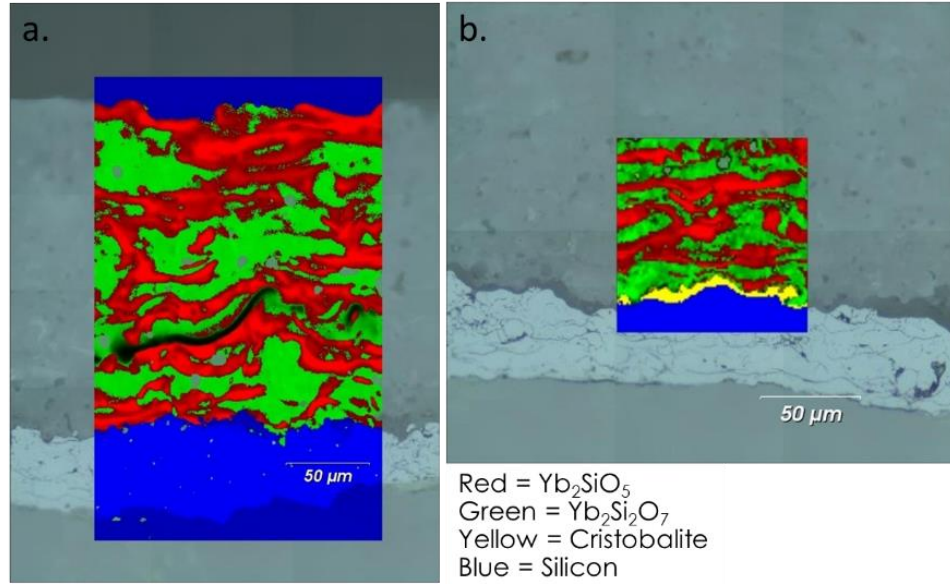 a.
b.
50 µm
50 µm
Red = Yb₂SiO₅
Green = Yb₂Si₂O₇
Yellow = Cristobalite
Blue = Silicon